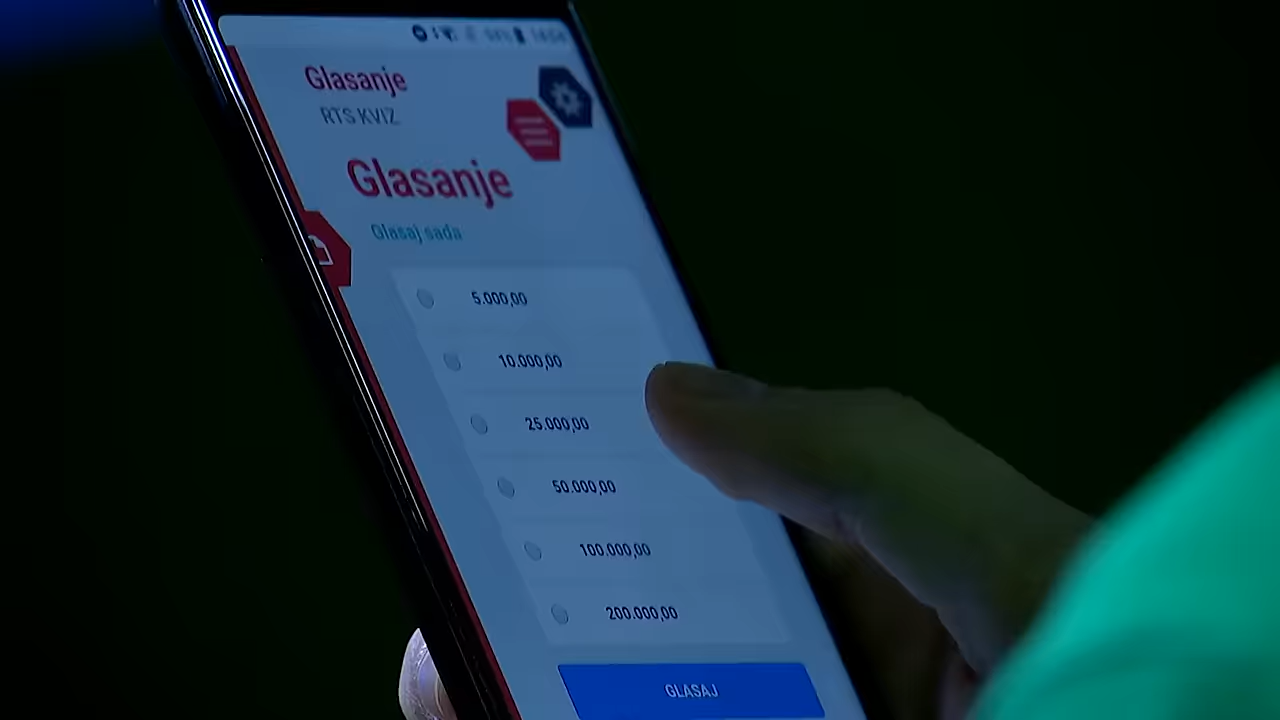 Glasanje
RTS KVIZ
Glasanje
Glasaj sada
5.000,00
10.000,00
25.000,00
50.000,00
100.000,00
200.000,00
GLASAJ